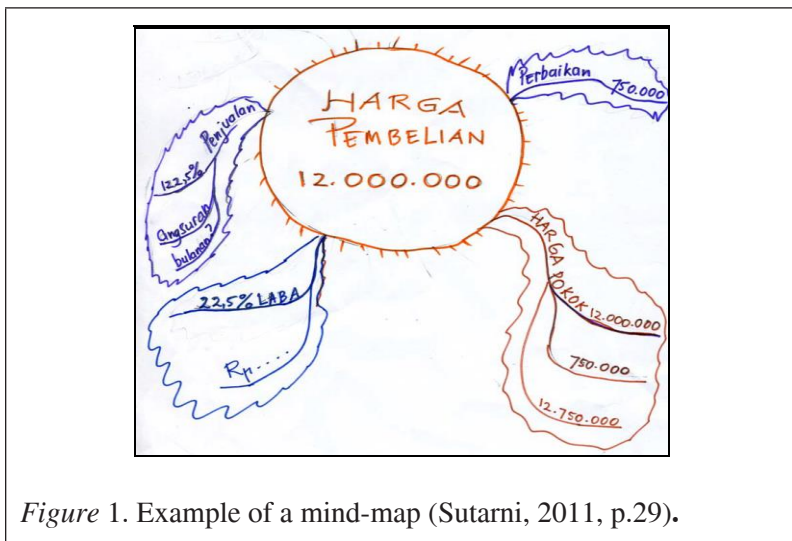 HARGA
PEMBELIAN
12.000.000
Perbaikan 750.000
HARGA
POKOK 12.000.000
750.000
12.750.000
22,5% LABA
Rp.....
Penjualan
122,5%
angsuran
bulanan?
Figure 1. Example of a mind-map (Sutarni, 2011, p.29).